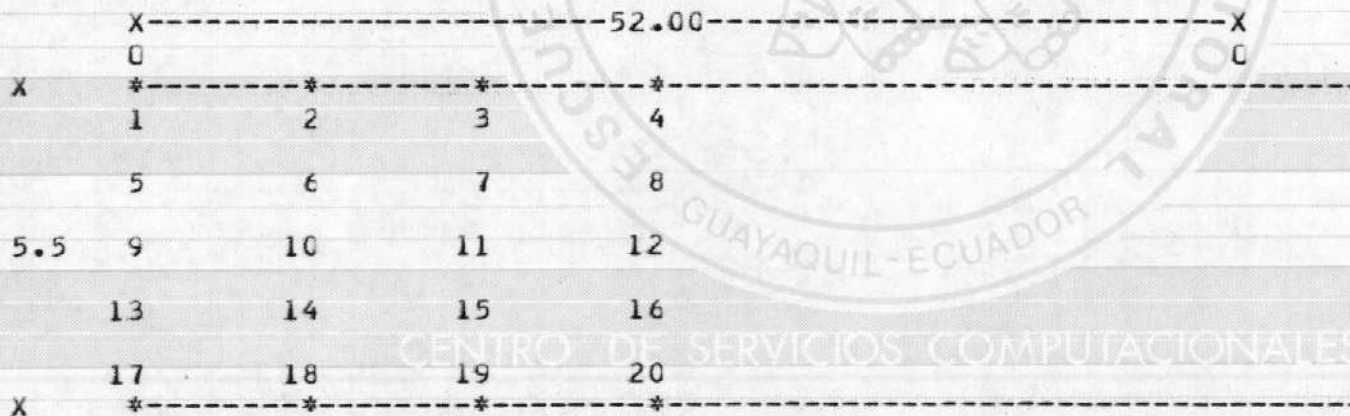 X------------------------------52.00----------------------------------X
0 0
X *----------*----------*----------*--------------------------------------------
1 2 3 4
5 6 7 8
5.5 9 10 11 12
13 14 15 16
17 18 19 20
X *----------*----------*----------*--------------------------------------------
GUAYAQUIL-ECUADOR
CENTRO DE SERVICIOS COMPUTACIONALES